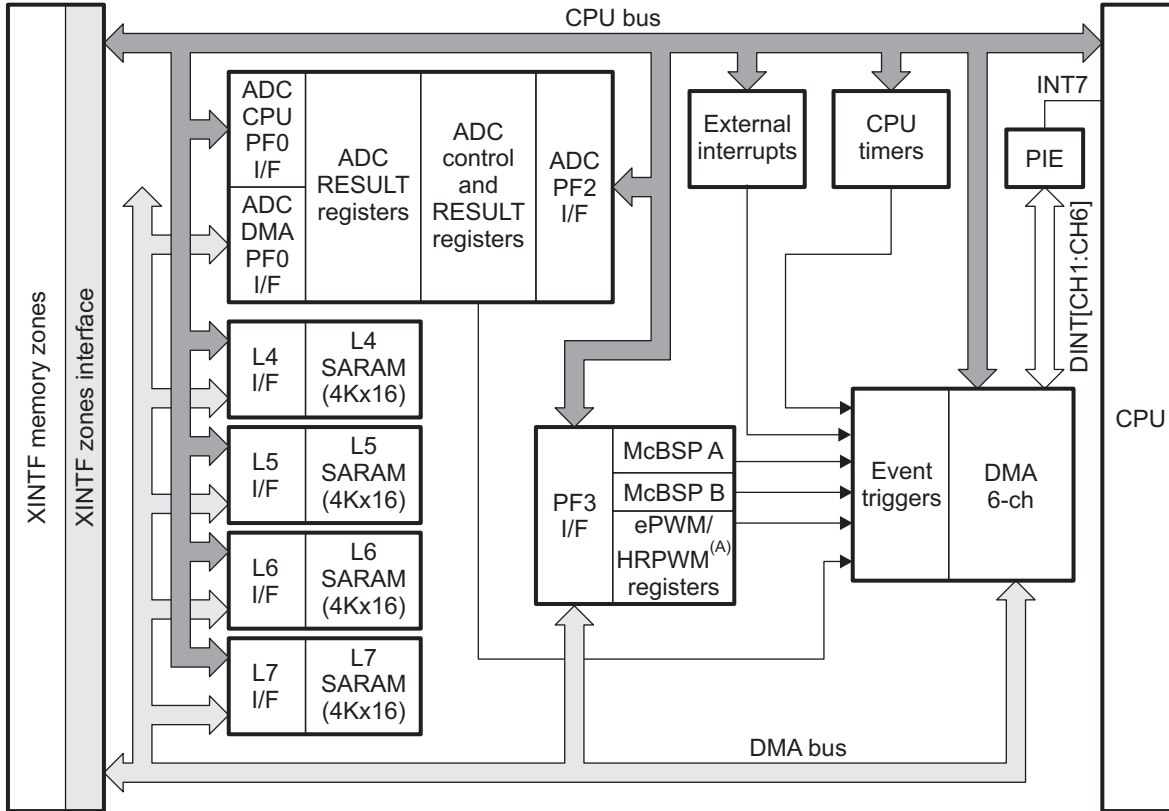 CPU bus
INT7
ADC
CPU
PF0
I/F
ADC
DMA
PF0
I/F
ADC
RESULT
registers
ADC
control
and
RESULT
registers
ADC
PF2
I/F
External
interrupts
CPU
timers
PIE
DINT[CH1:CH6]
XINTF memory zones
XINTF zones interface
L4
I/F
L4
SARAM
(4Kx16)
L5
I/F
L5
SARAM
(4Kx16)
L6
I/F
L6
SARAM
(4Kx16)
L7
I/F
L7
SARAM
(4Kx16)
PF3
I/F
McBSP A
McBSP B
ePWM/
HRPWM(A)
registers
Event
triggers
DMA
6-ch
CPU
DMA bus